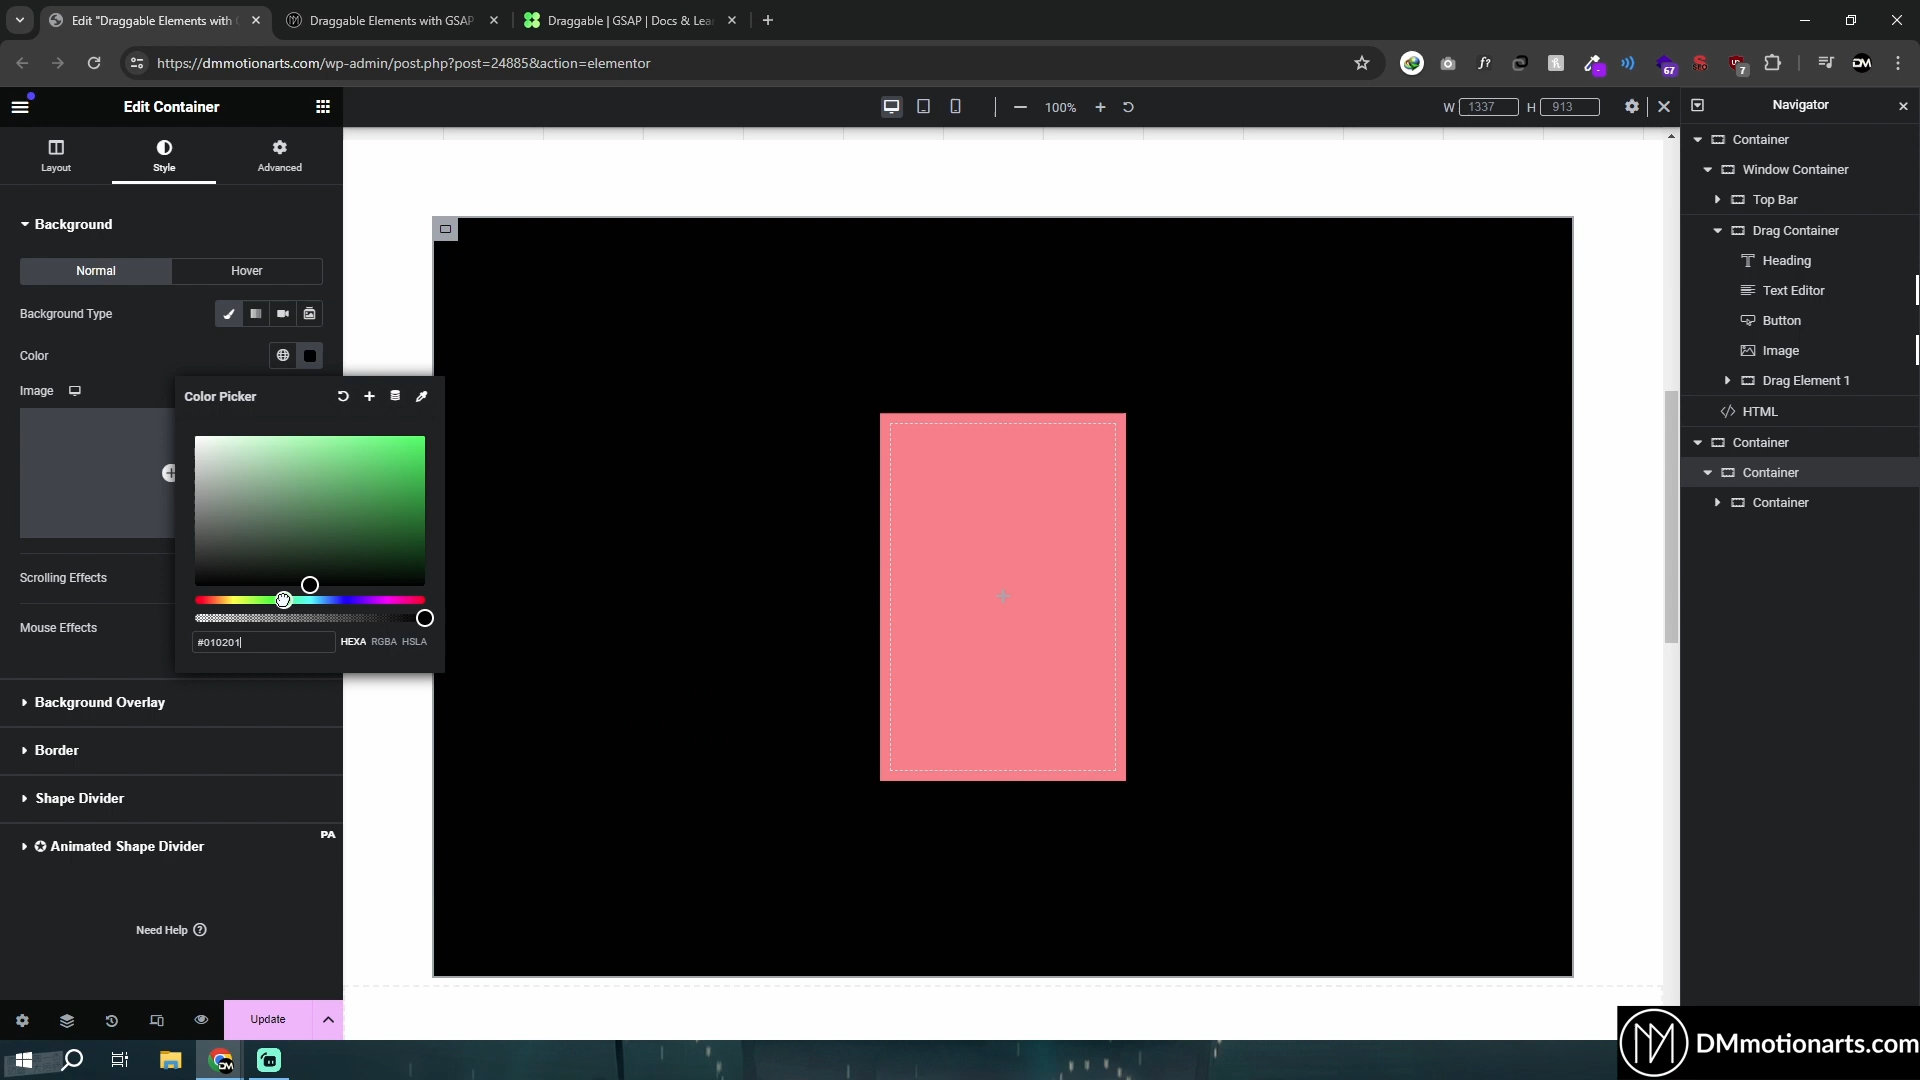 Edit "Draggable Elements with
Draggable Elements with GSAP
Draggable | GSAP | Docs & Lea
https://dmmotionarts.com/wp-admin/post.php?post=24885&action=elementor
f?
67
SEO
7
DM
Edit Container
100%
W 1337 H 913
Navigator
Layout
Style
Advanced
Background
Normal
Hover
Background Type
Color
Image
Color Picker
Scrolling Effects
Mouse Effects
#010201
HEXA RGBA HSLA
Background Overlay
Border
Shape Divider
PA
Animated Shape Divider
Need Help
Update
Container
Window Container
Top Bar
Drag Container
Heading
Text Editor
Button
Image
Drag Element 1
HTML
Container
Container
Container
DMmotionarts.com